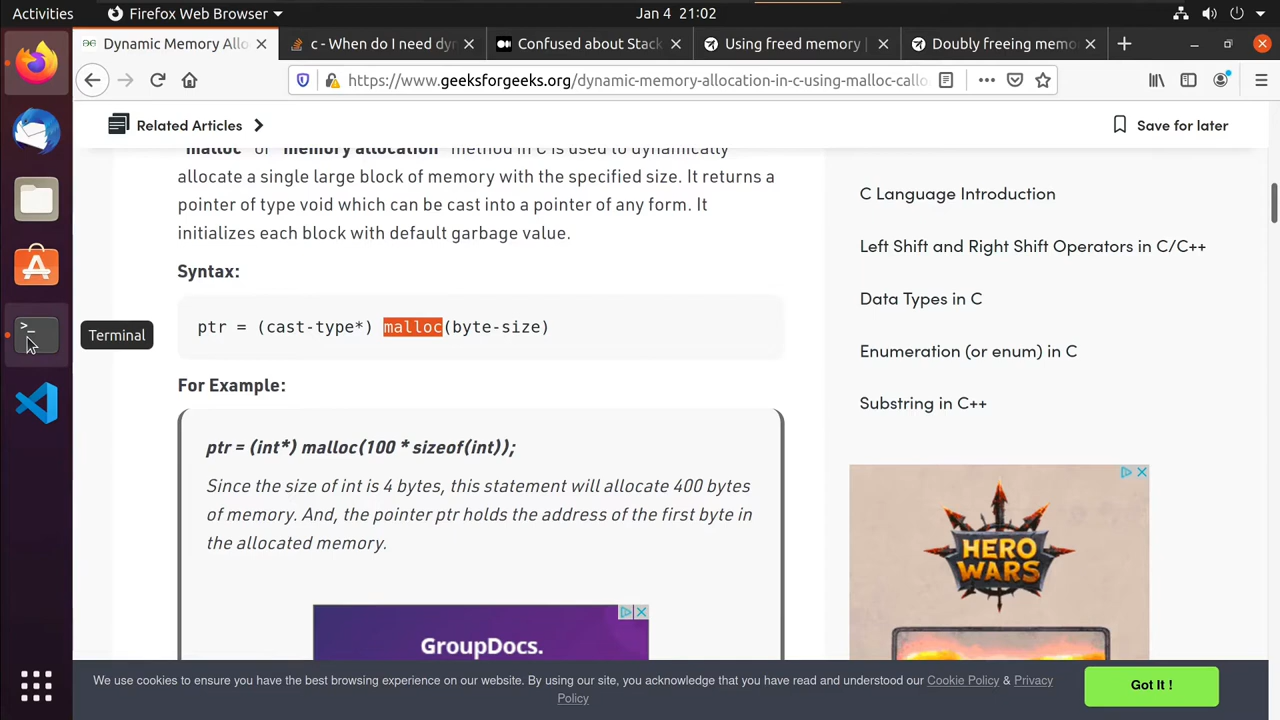 Activities
Firefox Web Browser
Jan 4 21:02
Dynamic Memory Allo
c - When do I need dyn
Confused about Stack
Using freed memory |
Doubly freeing memo
https://www.geeksforgeeks.org/dynamic-memory-allocation-in-c-using-malloc-callo
Related Articles
Save for later
"malloc" or "memory allocation" method in C is used to dynamically
allocate a single large block of memory with the specified size. It returns a
pointer of type void which can be cast into a pointer of any form. It
initializes each block with default garbage value.
Syntax:
ptr = (cast-type*) malloc(byte-size)
For Example:
ptr = (int*) malloc(100 * sizeof(int));
Since the size of int is 4 bytes, this statement will allocate 400 bytes
of memory. And, the pointer ptr holds the address of the first byte in
the allocated memory.
GroupDocs.
Terminal
C Language Introduction
Left Shift and Right Shift Operators in C/C++
Data Types in C
Enumeration (or enum) in C
Substring in C++
HERO
WARS
We use cookies to ensure you have the best browsing experience on our website. By using our site, you acknowledge that you have read and understood our Cookie Policy & Privacy
Policy
Got It !